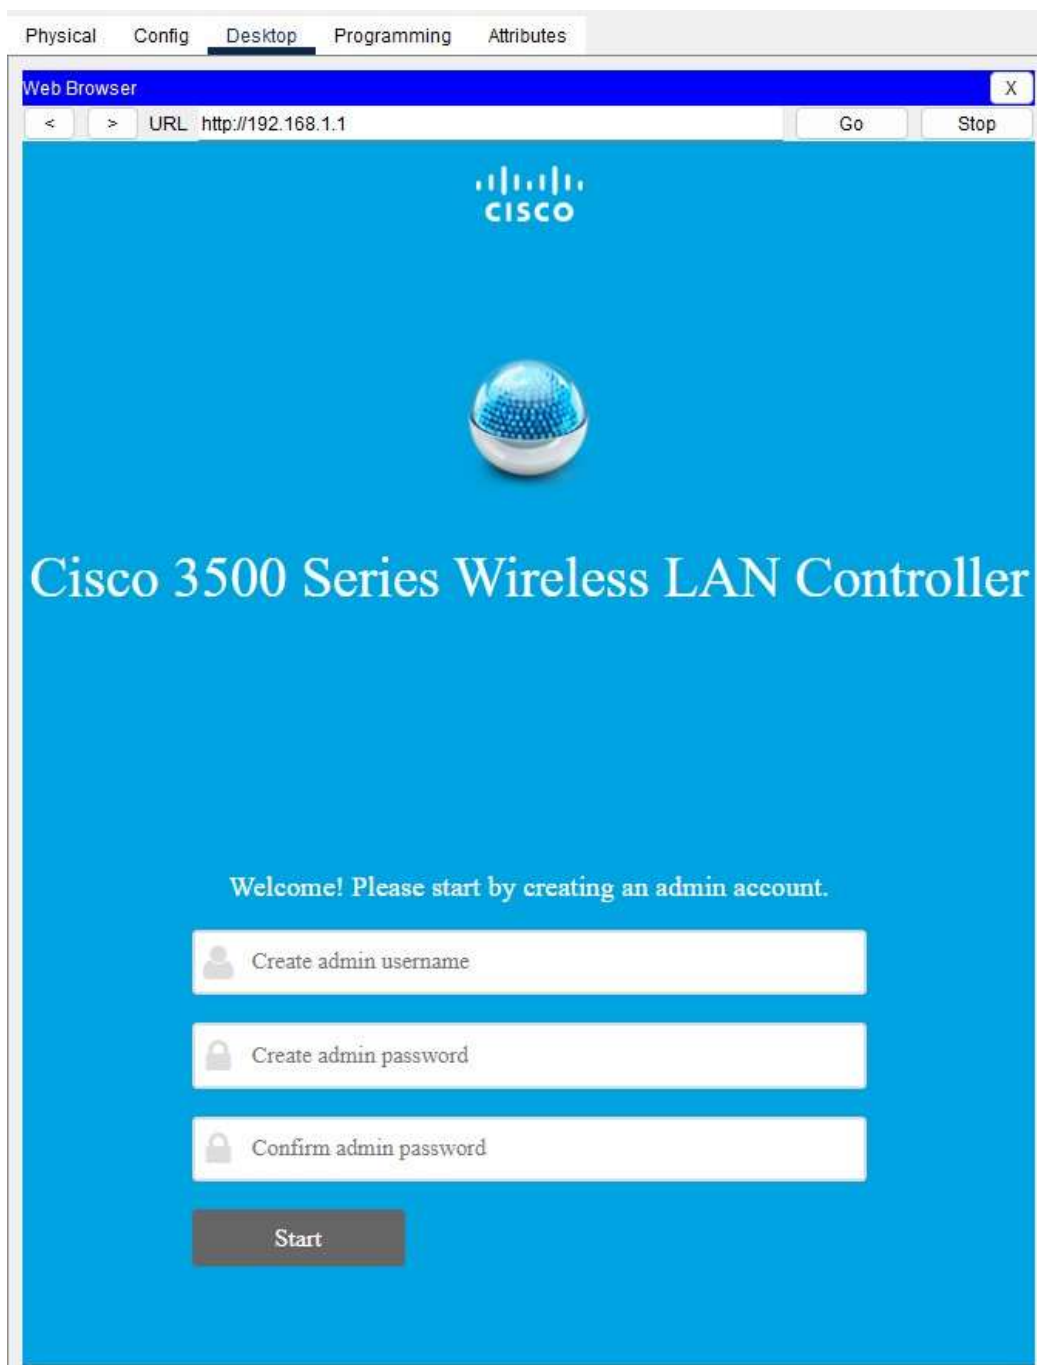 Physical Config Desktop Programming Attributes
Web Browser X
< > URL http://192.168.1.1 Go Stop
CISCO
Cisco 3500 Series Wireless LAN Controller
Welcome! Please start by creating an admin account.
Create admin username
Create admin password
Confirm admin password
Start